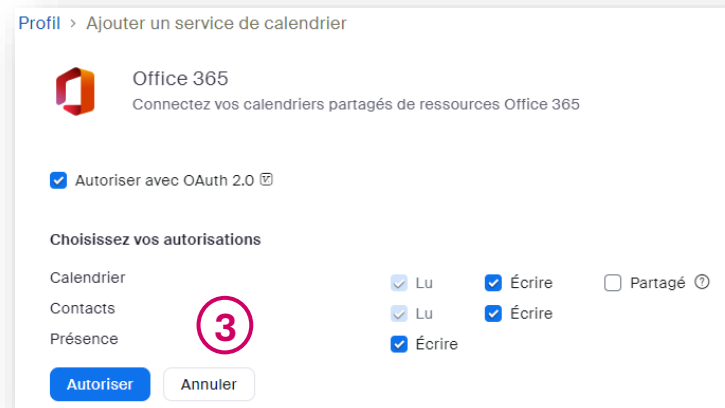 Profil > Ajouter un service de calendrier
Office 365
Connectez vos calendriers partagés de ressources Office 365
Autoriser avec OAuth 2.0
Choisissez vos autorisations
Calendrier Lu Écrire Partagé ?
Contacts Lu Écrire
Présence Écrire
3
Autoriser Annuler